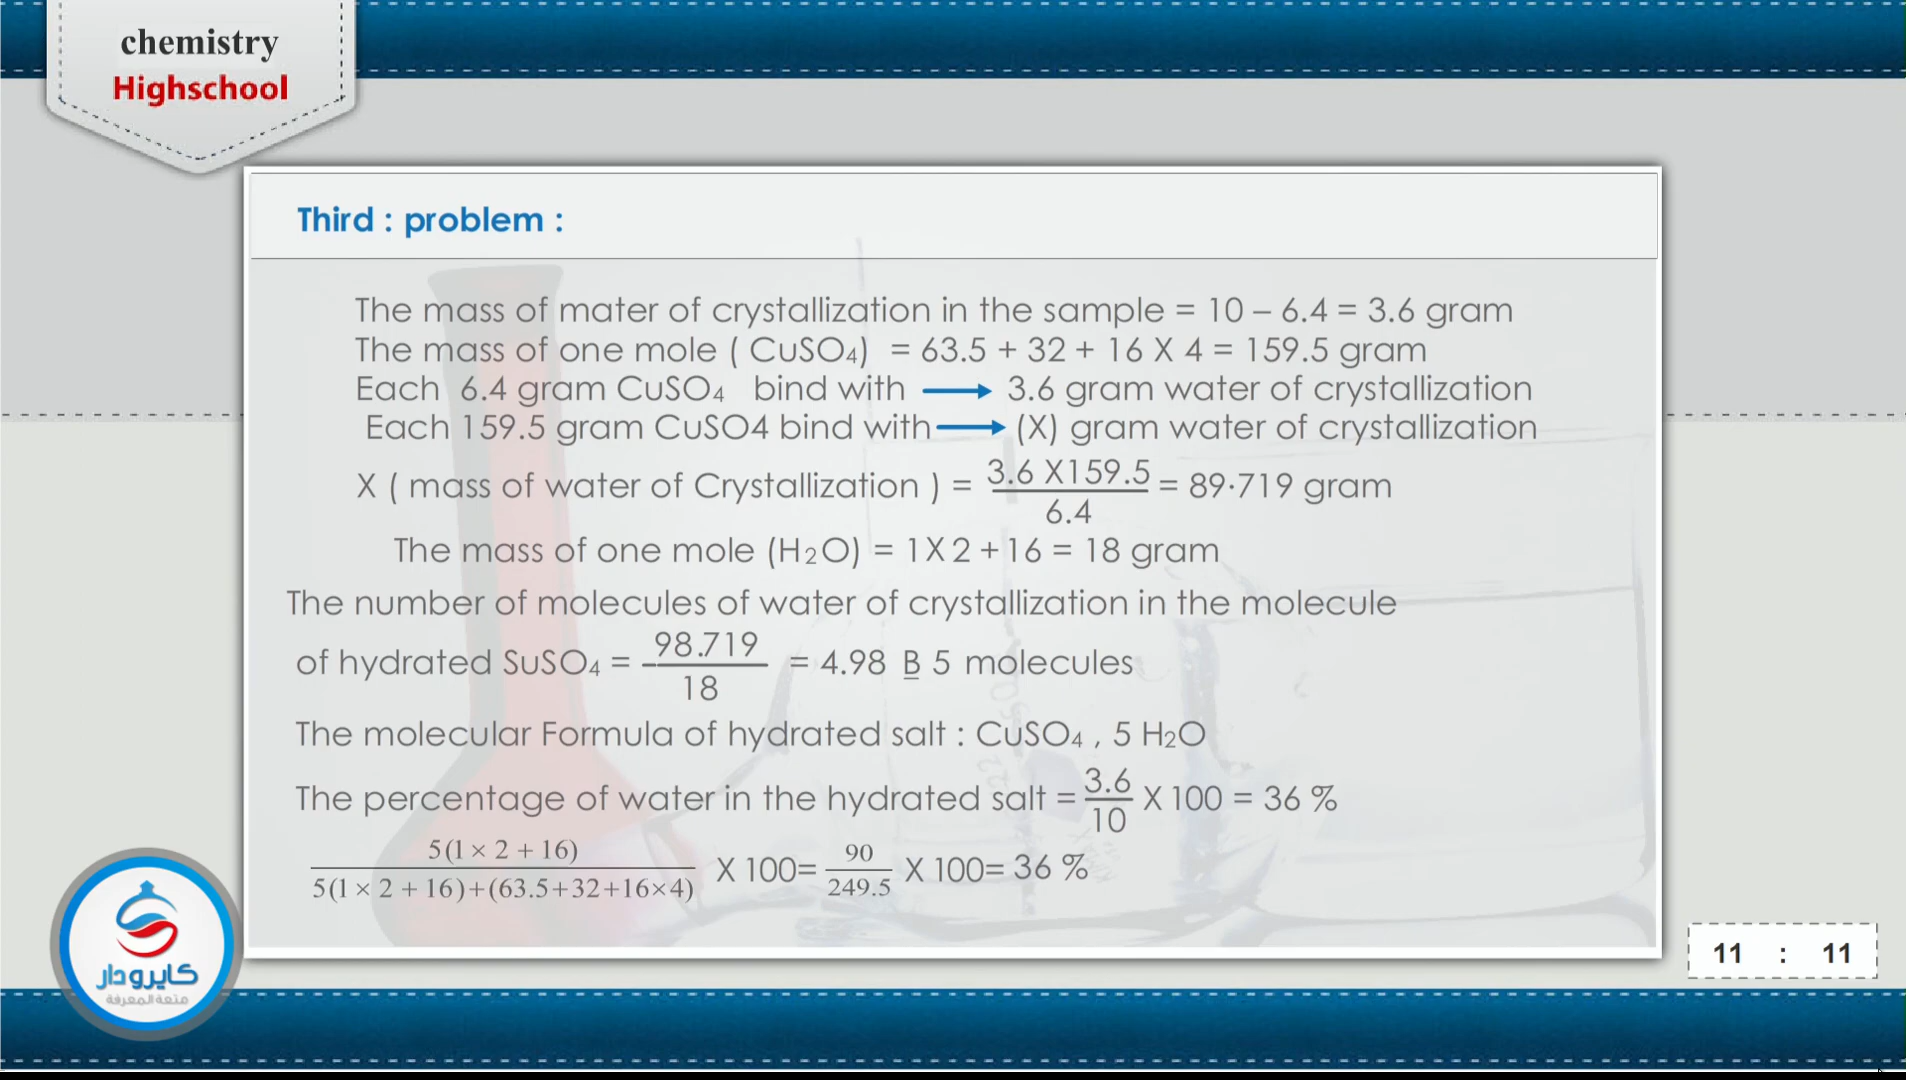 chemistry
Highschool
Third : problem :
The mass of mater of crystallization in the sample = 10 – 6.4 = 3.6 gram
The mass of one mole ( CuSO4) = 63.5 + 32 + 16 X 4 = 159.5 gram
Each 6.4 gram CuSO4 bind with → 3.6 gram water of crystallization
Each 159.5 gram CuSO4 bind with → (X) gram water of crystallization
X ( mass of water of Crystallization ) = 3.6 X159.5 / 6.4 = 89·719 gram
The mass of one mole (H2O) = 1X2 + 16 = 18 gram
The number of molecules of water of crystallization in the molecule
of hydrated SuSO4 = 98.719 / 18 = 4.98 B 5 molecules
The molecular Formula of hydrated salt : CuSO4 , 5 H2O
The percentage of water in the hydrated salt = 3.6 / 10 X 100 = 36 %
5(1 × 2 + 16) / 5(1 × 2 + 16)+(63.5+32+16×4) X 100= 90 / 249.5 X 100= 36 %
كايرودار
متعة المعرفة
11 : 11